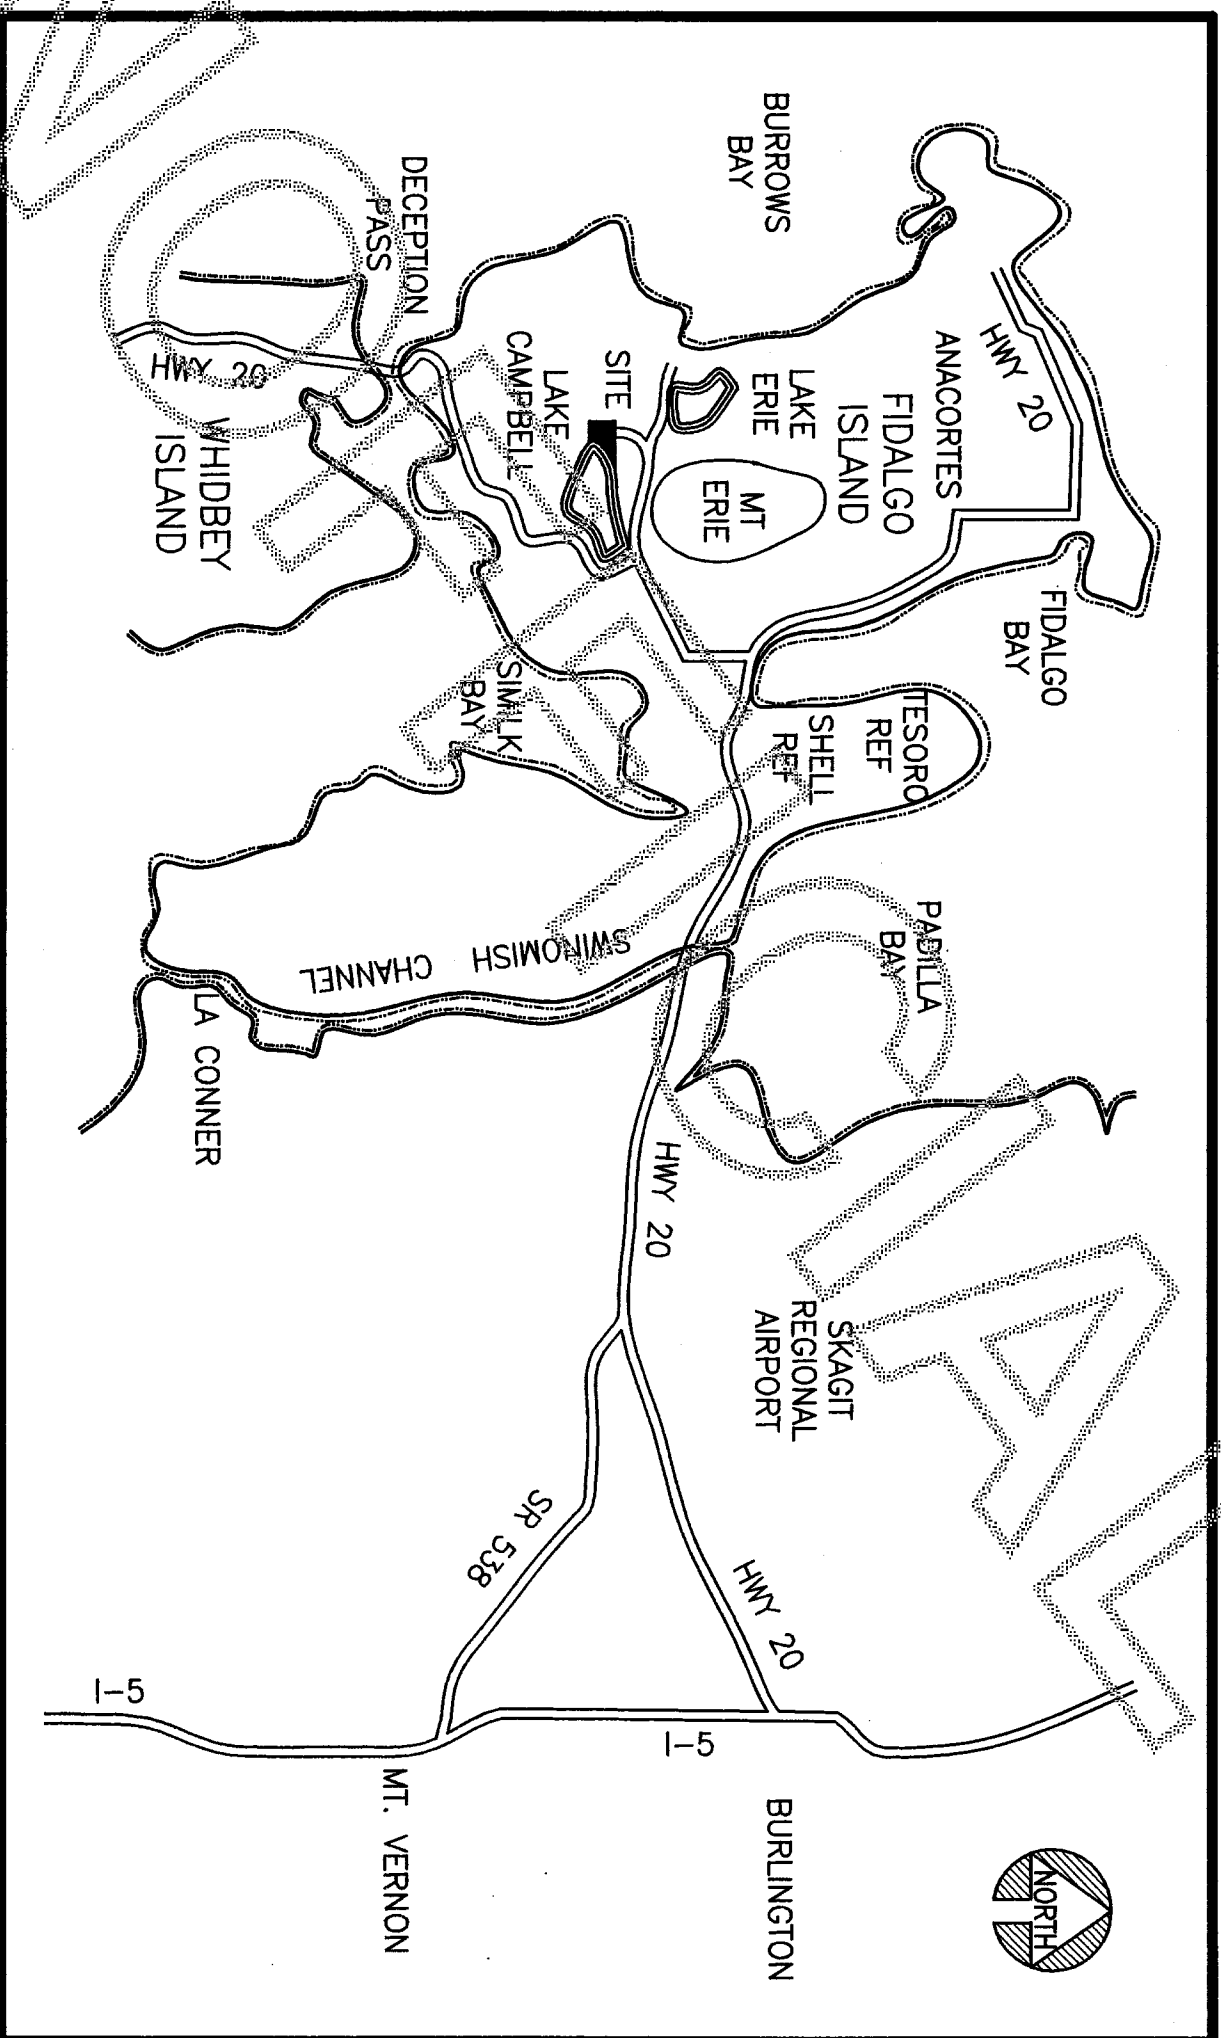 BURROWS
BAY
DECEPTION
PASS
HWY 20
WHIDBEY
ISLAND
HWY 20
ANACORTES
FIDALGO
ISLAND
LAKE
ERIE
MT
ERIE
SITE
LAKE
CAMPBELL
FIDALGO
BAY
TESORO
REF
SHELL
REF
SIMILK
BAY
PADILLA
BAY
SWINOMISH CHANNEL
LA CONNER
HWY 20
SKAGIT
REGIONAL
AIRPORT
SR 538
HWY 20
I-5
I-5
MT. VERNON
BURLINGTON
NORTH
UNOFFICIAL